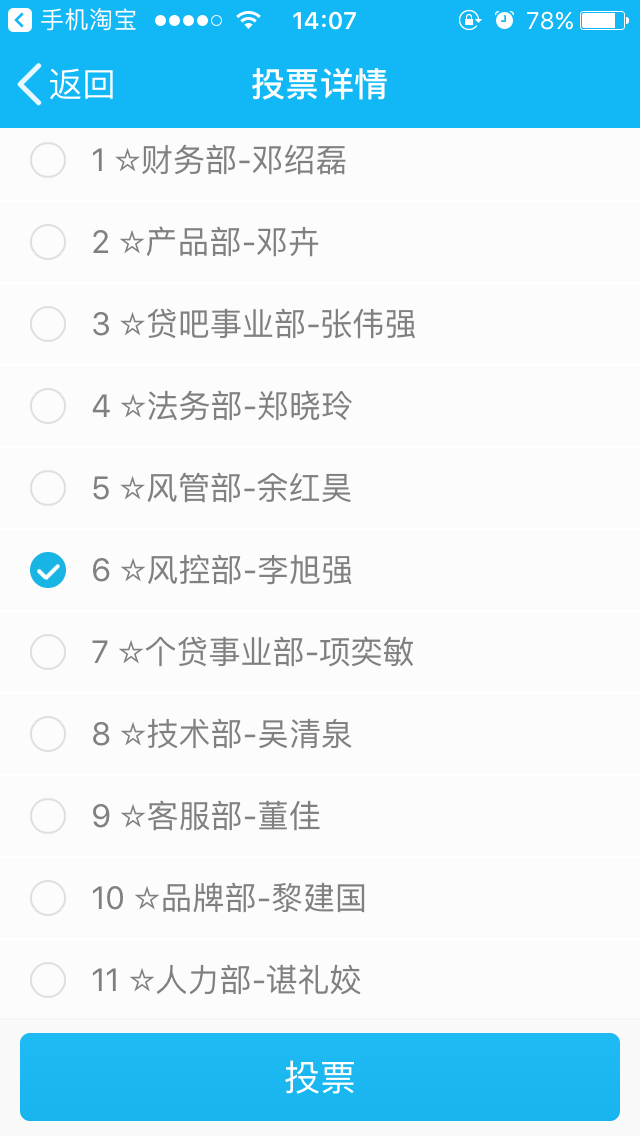 手机淘宝 14:07 78%
返回 投票详情
1 ☆财务部-邓绍磊
2 ☆产品部-邓卉
3 ☆贷吧事业部-张伟强
4 ☆法务部-郑晓玲
5 ☆风管部-余红昊
6 ☆风控部-李旭强
7 ☆个贷事业部-项奕敏
8 ☆技术部-吴清泉
9 ☆客服部-董佳
10 ☆品牌部-黎建国
11 ☆人力部-谌礼姣
投票